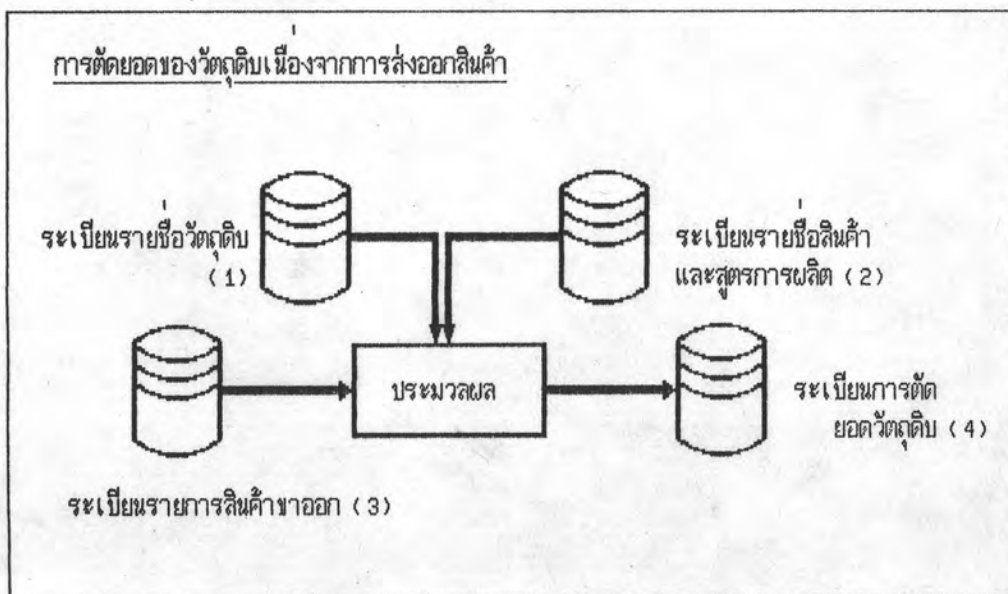 การตัดยอดของวัตถุดิบเนื่องจากการส่งออกสินค้า
ระเบียนรายชื่อวัตถุดิบ
(1)
ระเบียนรายชื่อสินค้า
และสูตรการผลิต (2)
ประมวลผล
ระเบียนการตัด
ยอดวัตถุดิบ (4)
ระเบียนรายการสินค้าขาออก (3)